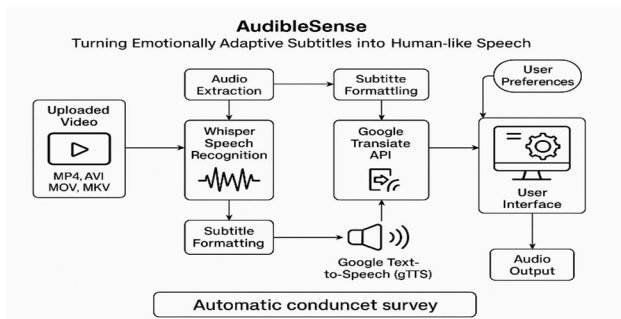 AudibleSense
Turning Emotionally Adaptive Subtitles into Human-like Speech
Audio
Extraction
Subtitte
Formattling
User
Preferences
Uploaded
Video
MP4, AVI
MOV, MKV
Whisper
Speech
Recognition
Google
Transiate
API
User
Interface
Subtitle
Formatting
Google Text-
to-Speech (gTTS)
Audio
Output
Automatic conduncet survey